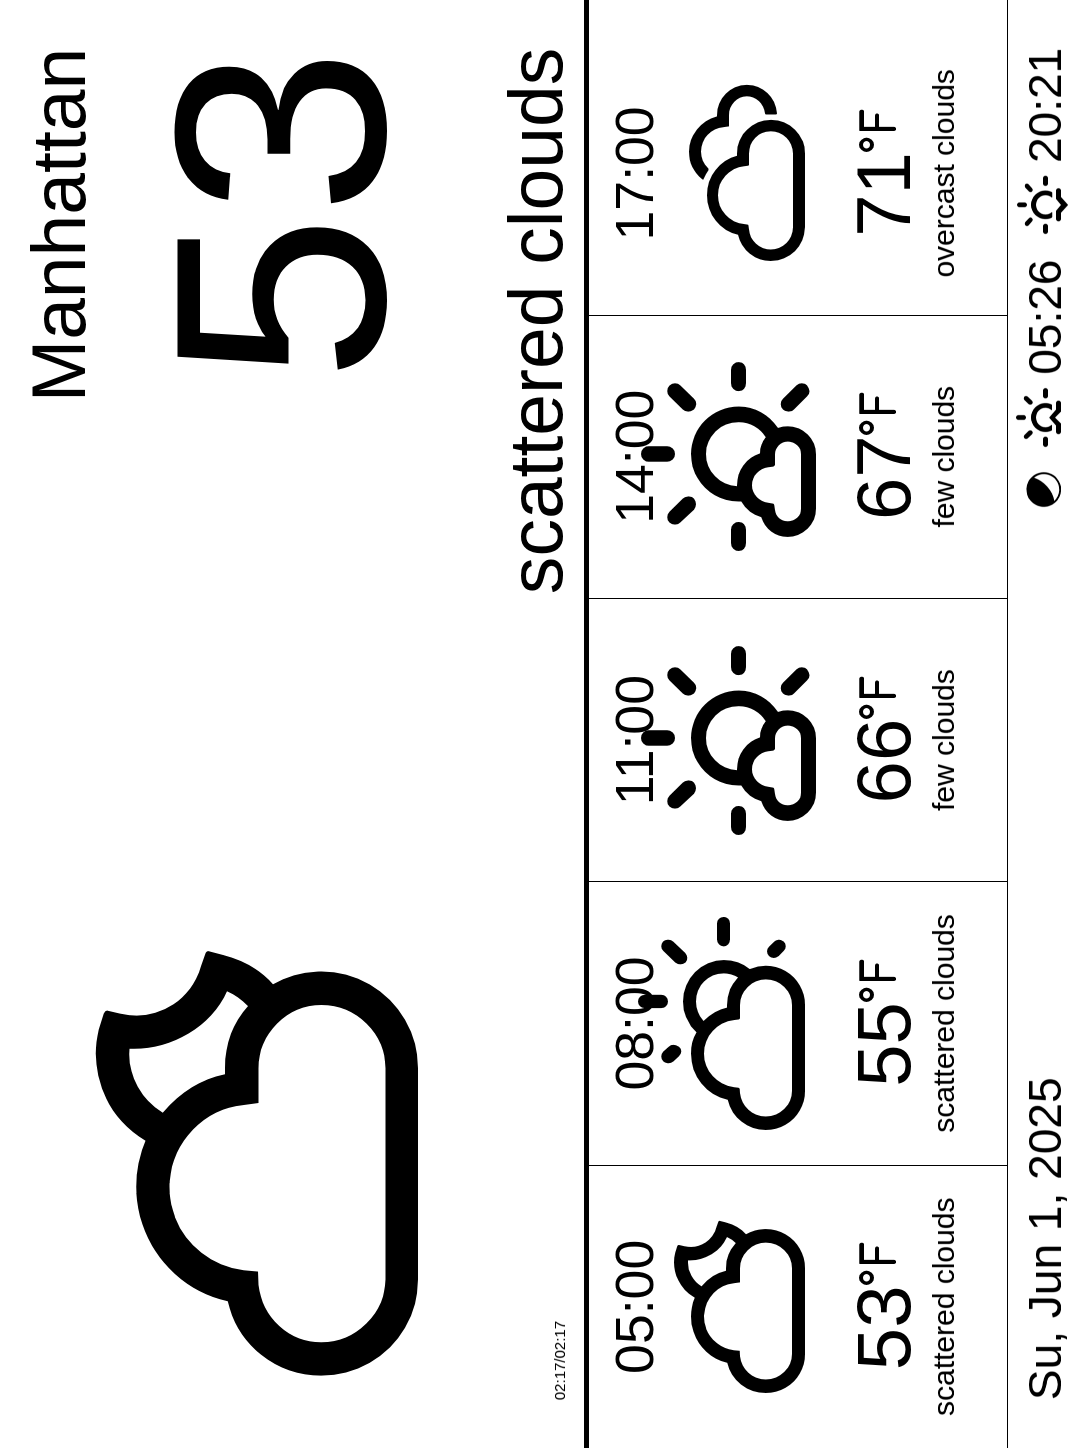 Manhattan
53
scattered clouds
02:17/02:17
05:00
53°F
scattered clouds
08:00
55°F
scattered clouds
11:00
66°F
few clouds
14:00
67°F
few clouds
17:00
71°F
overcast clouds
Su, Jun 1, 2025
05:26
20:21